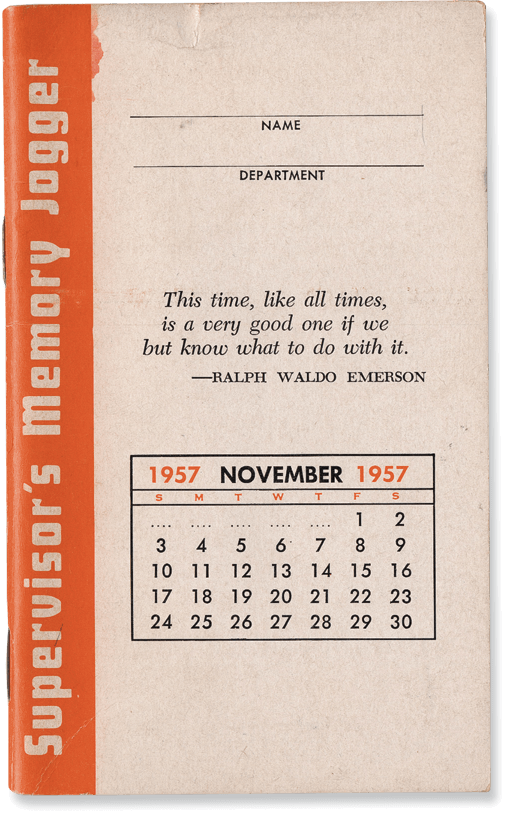 Supervisor's Memory Jogger
NAME
DEPARTMENT
This time, like all times,
is a very good one if we
but know what to do with it.
—RALPH WALDO EMERSON
1957 NOVEMBER 1957
S M T W T F S
.... .... .... .... .... 1 2
3 4 5 6 7 8 9
10 11 12 13 14 15 16
17 18 19 20 21 22 23
24 25 26 27 28 29 30